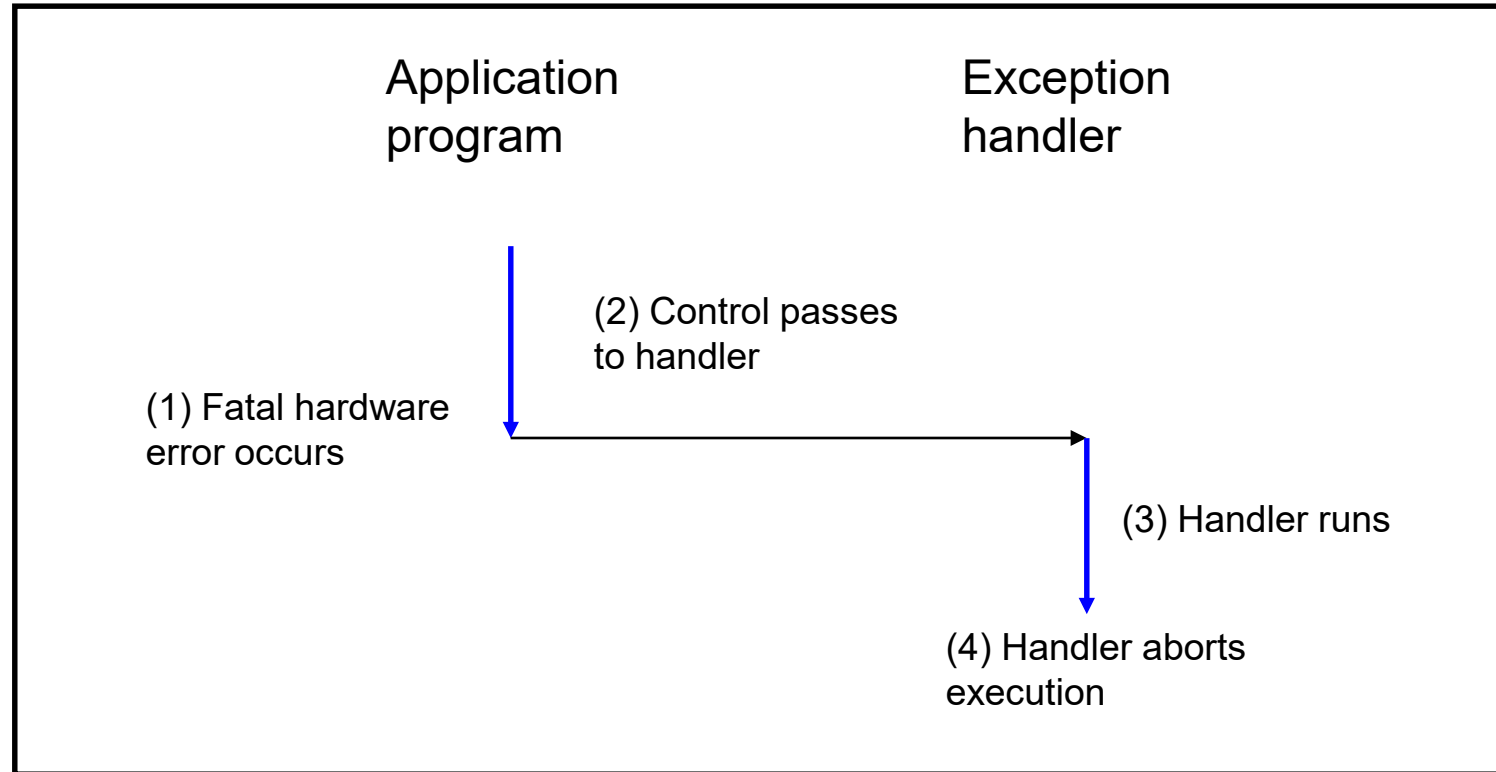 Application
program
Exception
handler
(2) Control passes
to handler
(1) Fatal hardware
error occurs
(3) Handler runs
(4) Handler aborts
execution